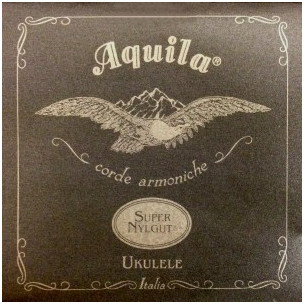 Aquila®
corde armoniche
SUPER
NYLGUT
UKULELE
Italia